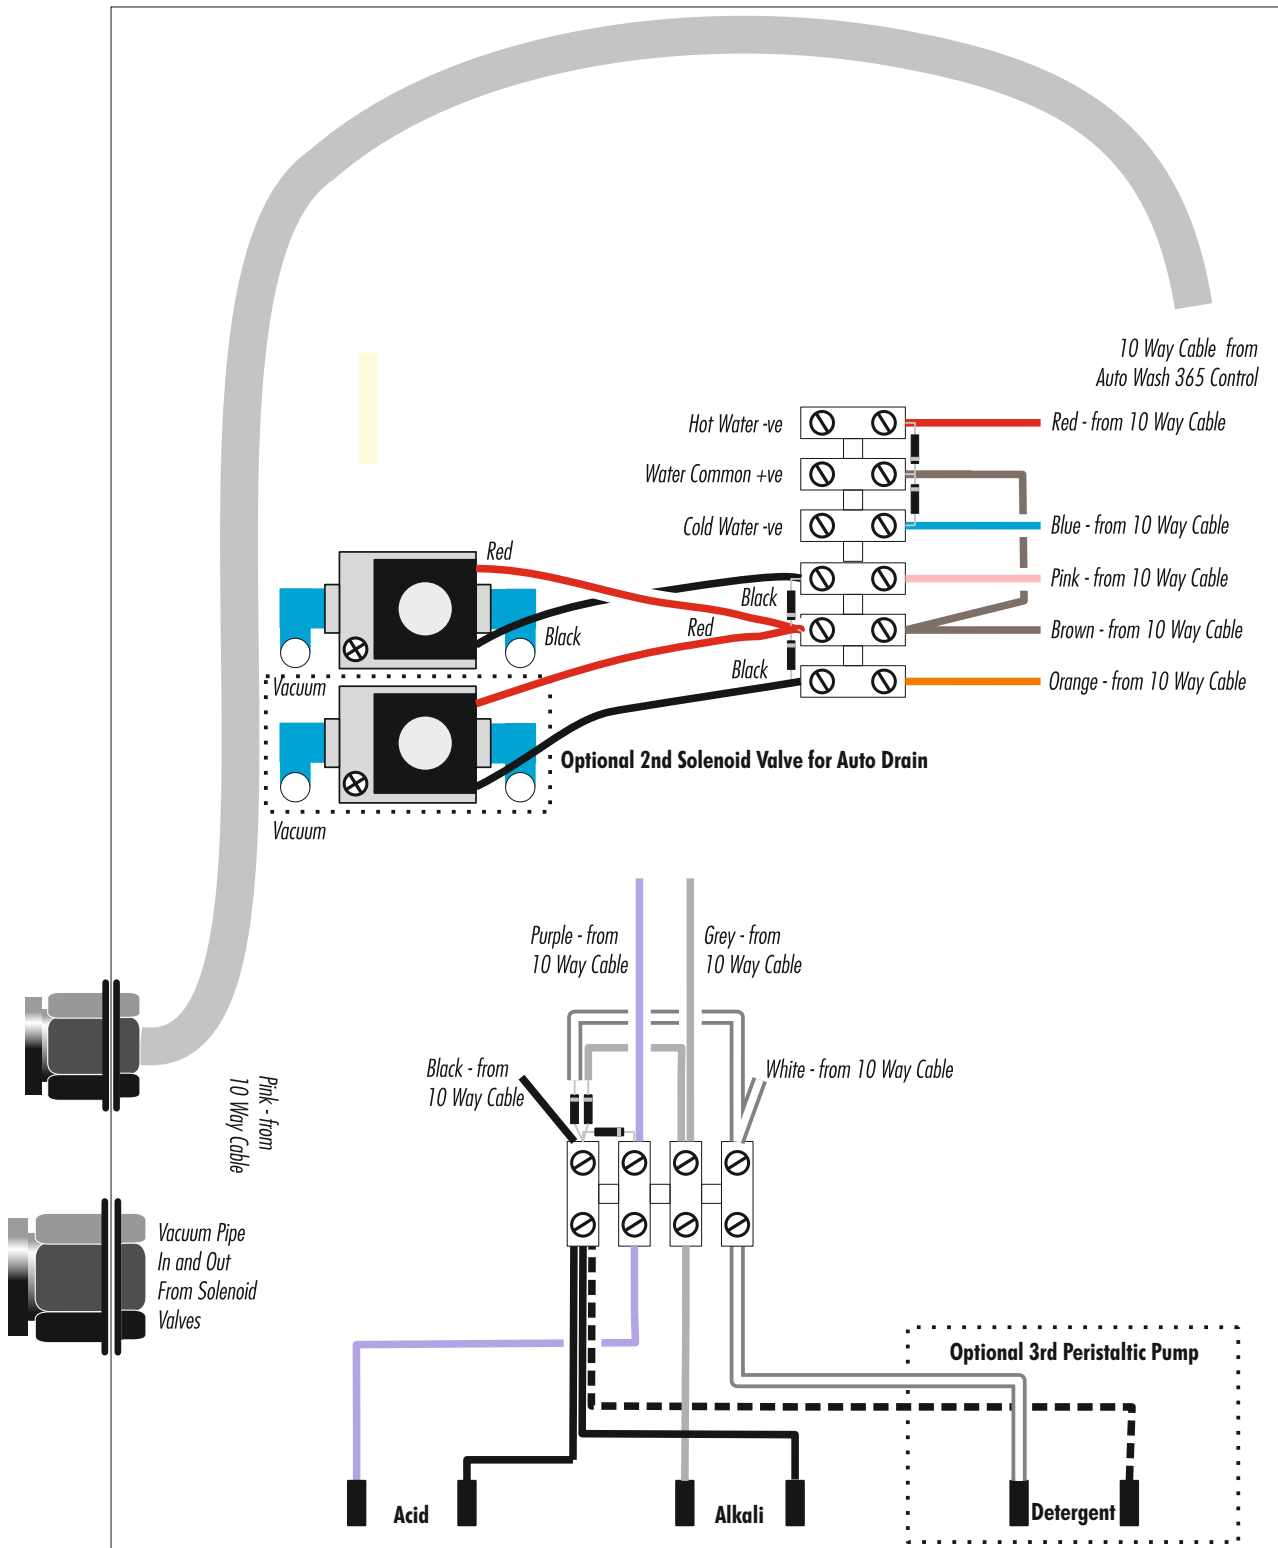 10 Way Cable from
Auto Wash 365 Control
Hot Water -ve
Red - from 10 Way Cable
Water Common +ve
Cold Water -ve
Blue - from 10 Way Cable
Red
Pink - from 10 Way Cable
Black
Black
Red
Brown - from 10 Way Cable
Black
Vacuum
Orange - from 10 Way Cable
Optional 2nd Solenoid Valve for Auto Drain
Vacuum
Purple - from
10 Way Cable
Grey - from
10 Way Cable
Black - from
10 Way Cable
White - from 10 Way Cable
Pink - from
10 Way Cable
Vacuum Pipe
In and Out
From Solenoid
Valves
Optional 3rd Peristaltic Pump
Acid
Alkali
Detergent